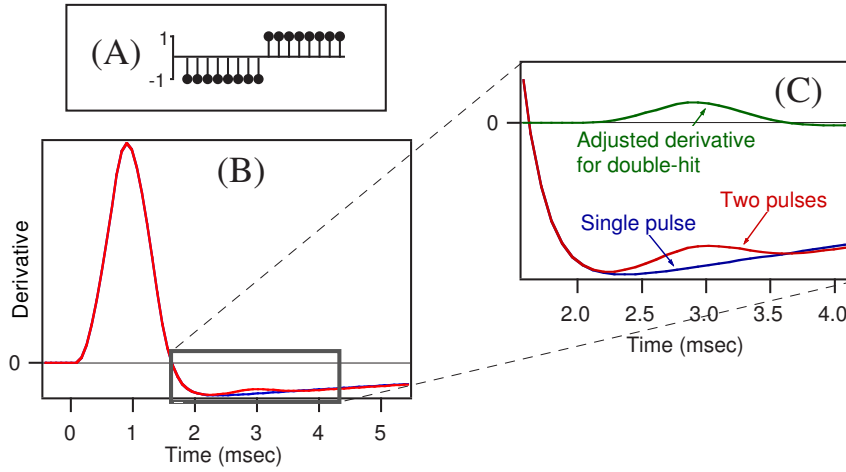 (A)
1
-1
(B)
Derivative
0
0 1 2 3 4 5
Time (msec)
(C)
0
Adjusted derivative
for double-hit
Two pulses
Single pulse
2.0 2.5 3.0 3.5 4.0
Time (msec)